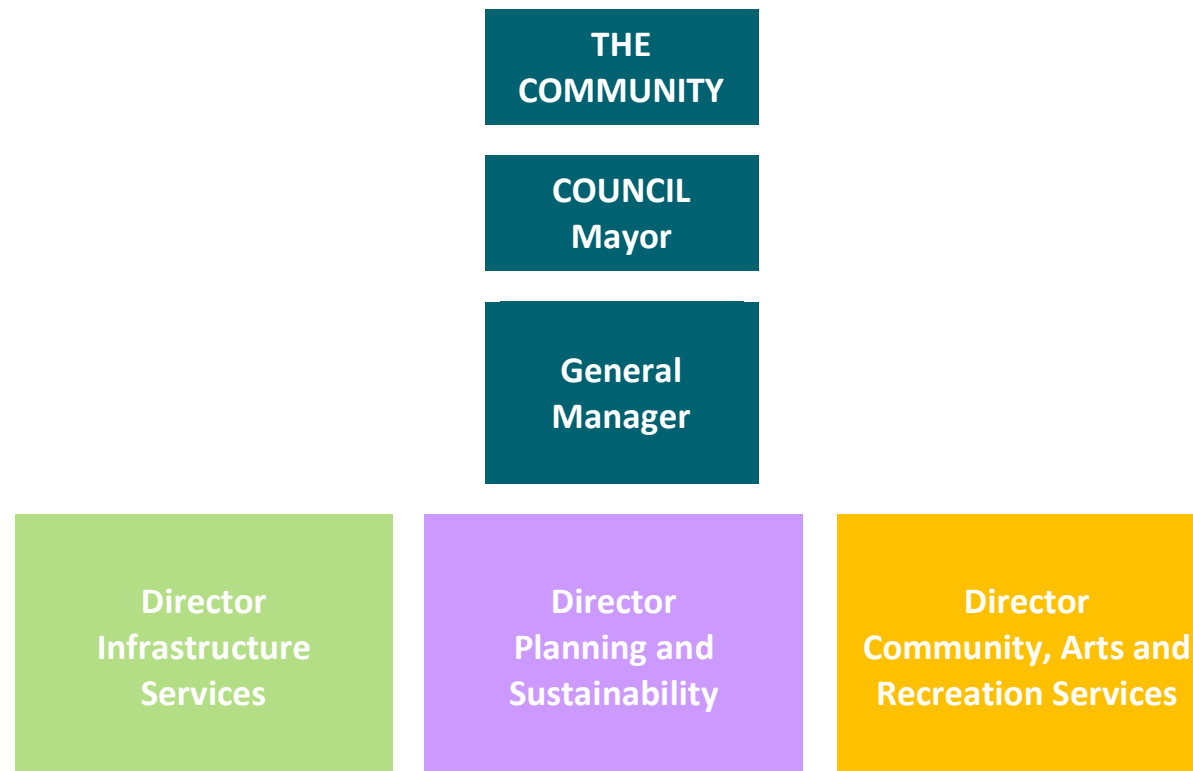 THE
COMMUNITY
COUNCIL
Mayor
General
Manager
Director
Infrastructure
Services
Director
Planning and
Sustainability
Director
Community, Arts and
Recreation Services